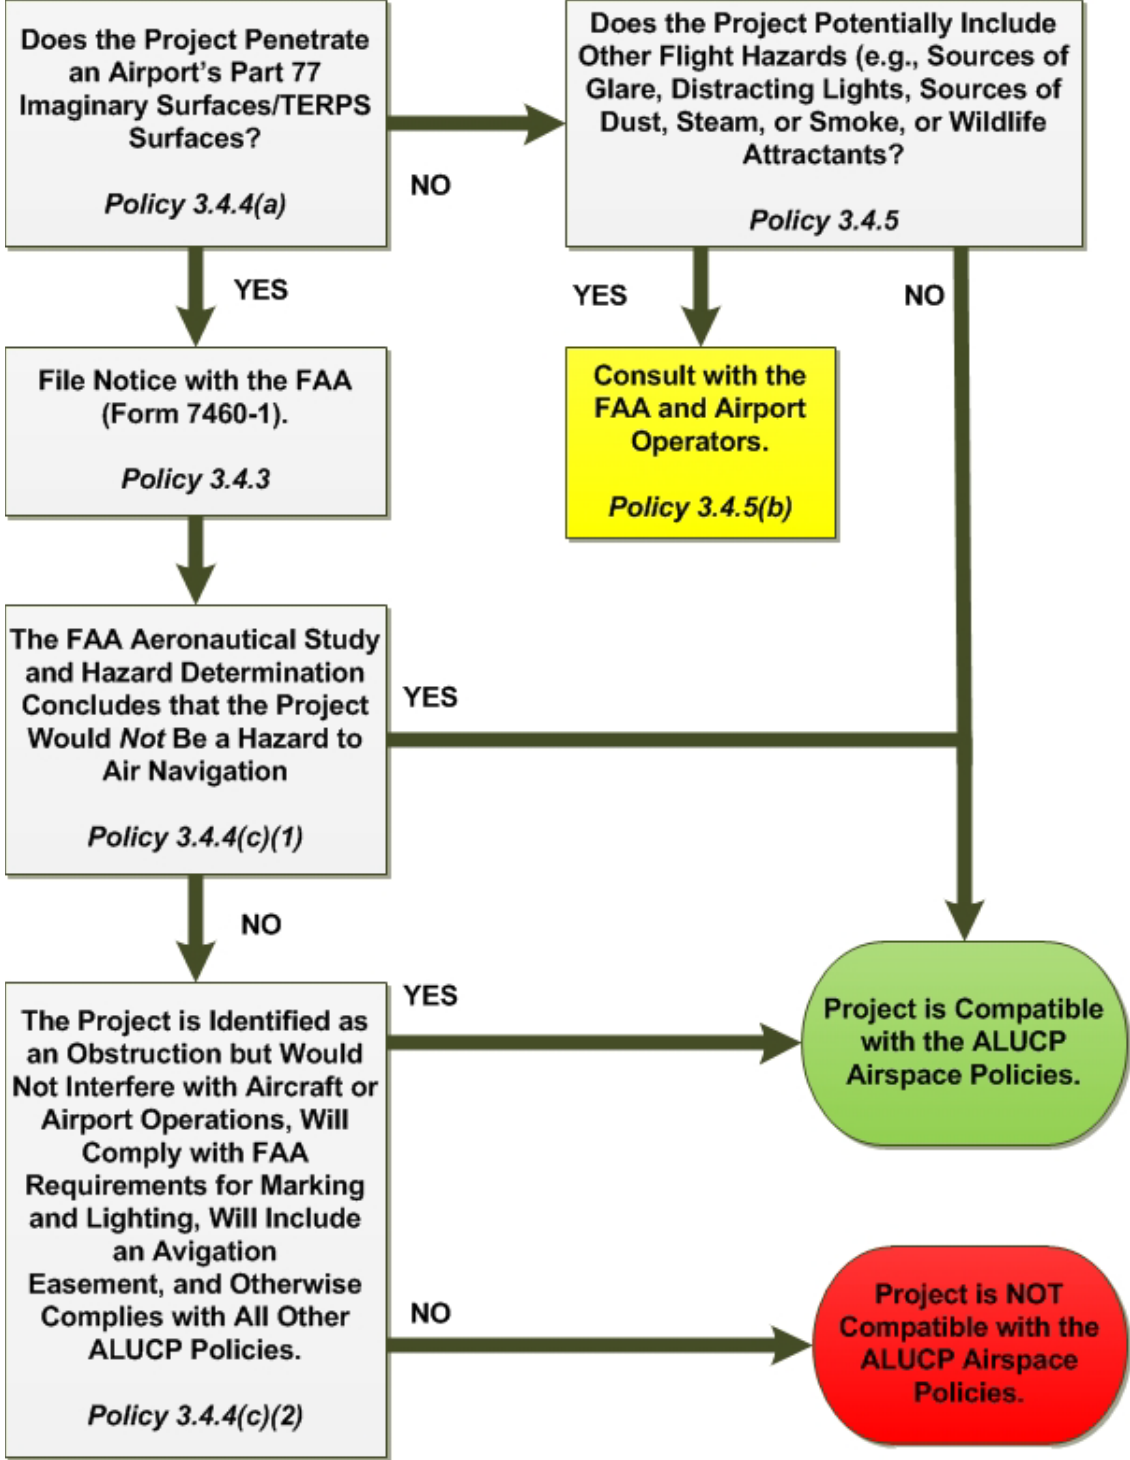 Does the Project Penetrate
an Airport's Part 77
Imaginary Surfaces/TERPS
Surfaces?
Policy 3.4.4(a)
NO
Does the Project Potentially Include
Other Flight Hazards (e.g., Sources of
Glare, Distracting Lights, Sources of
Dust, Steam, or Smoke, or Wildlife
Attractants?
Policy 3.4.5
YES
YES
NO
File Notice with the FAA
(Form 7460-1).
Policy 3.4.3
Consult with the
FAA and Airport
Operators.
Policy 3.4.5(b)
The FAA Aeronautical Study
and Hazard Determination
Concludes that the Project
Would Not Be a Hazard to
Air Navigation
Policy 3.4.4(c)(1)
YES
NO
The Project is Identified as
an Obstruction but Would
Not Interfere with Aircraft or
Airport Operations, Will
Comply with FAA
Requirements for Marking
and Lighting, Will Include
an Avigation
Easement, and Otherwise
Complies with All Other
ALUCP Policies.
Policy 3.4.4(c)(2)
YES
Project is Compatible
with the ALUCP
Airspace Policies.
NO
Project is NOT
Compatible with the
ALUCP Airspace
Policies.